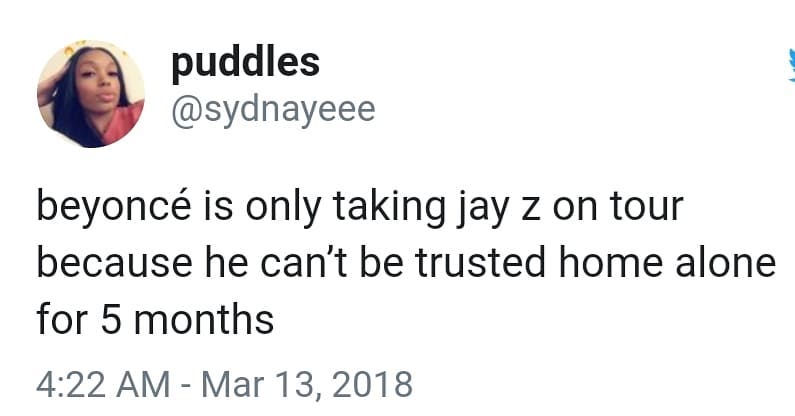 puddles
@sydnayeee
beyoncé is only taking jay z on tour
because he can’t be trusted home alone
for 5 months
4:22 AM - Mar 13, 2018